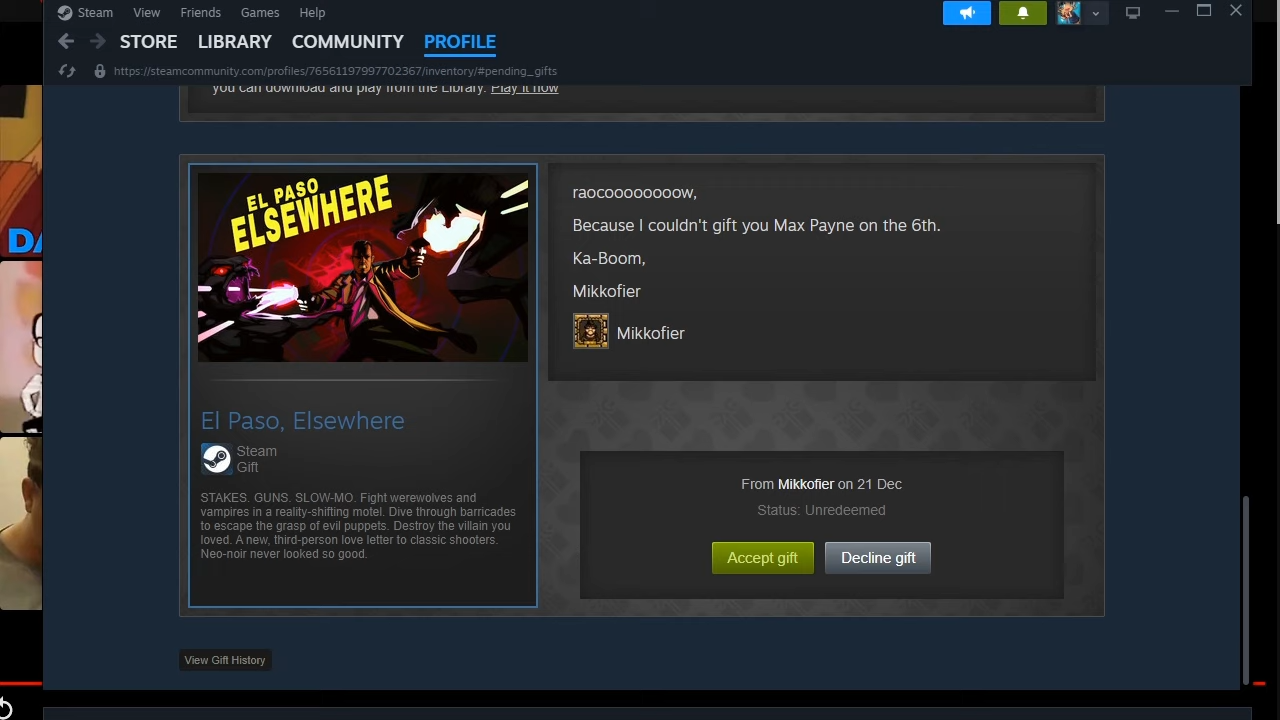 Steam View Friends Games Help
STORE LIBRARY COMMUNITY PROFILE
https://steamcommunity.com/profiles/76561197997702367/inventory/#pending_gifts
you can download and play from the Library. Play it now
EL PASO
ELSEWHERE
raocooooooow,
Because I couldn't gift you Max Payne on the 6th.
Ka-Boom,
Mikkofier
Mikkofier
El Paso, Elsewhere
Steam
Gift
STAKES. GUNS. SLOW-MO. Fight werewolves and
vampires in a reality-shifting motel. Dive through barricades
to escape the grasp of evil puppets. Destroy the villain you
loved. A new, third-person love letter to classic shooters.
Neo-noir never looked so good.
From Mikkofier on 21 Dec
Status: Unredeemed
Accept gift Decline gift
View Gift History